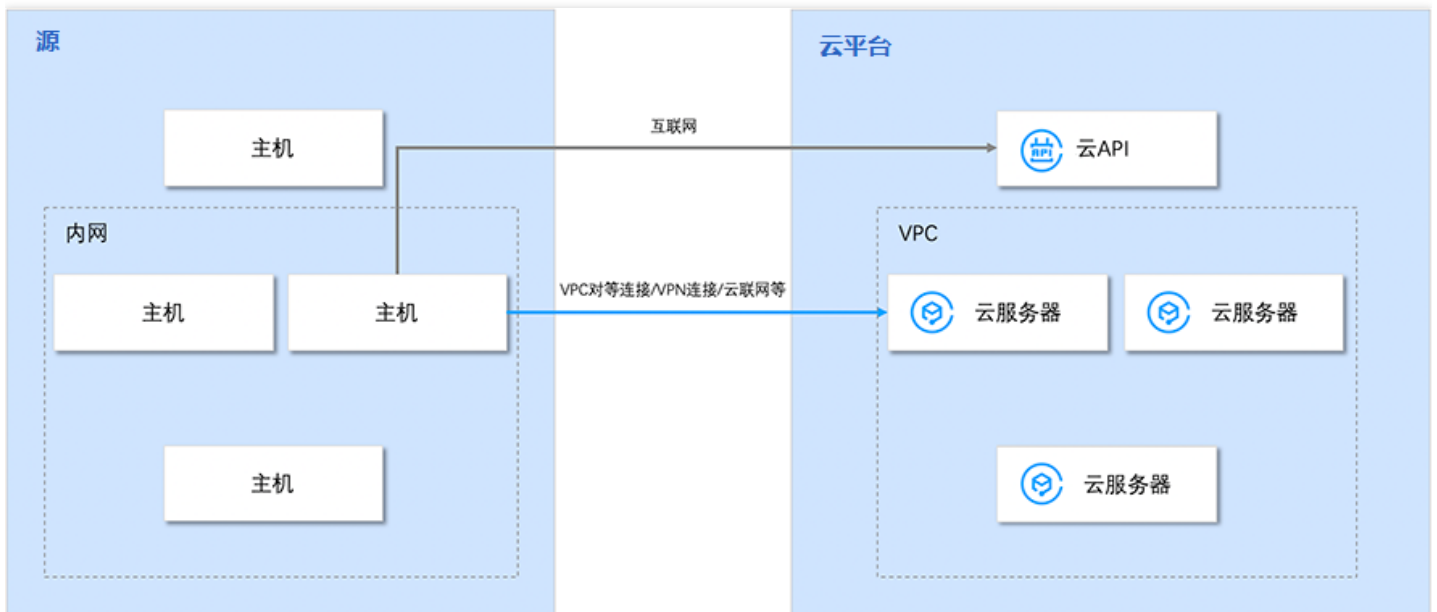 源
云平台
互联网
主机
API
云API
内网
VPC
VPC对等连接/VPN连接/云联网等
主机
主机
云服务器
云服务器
主机
云服务器